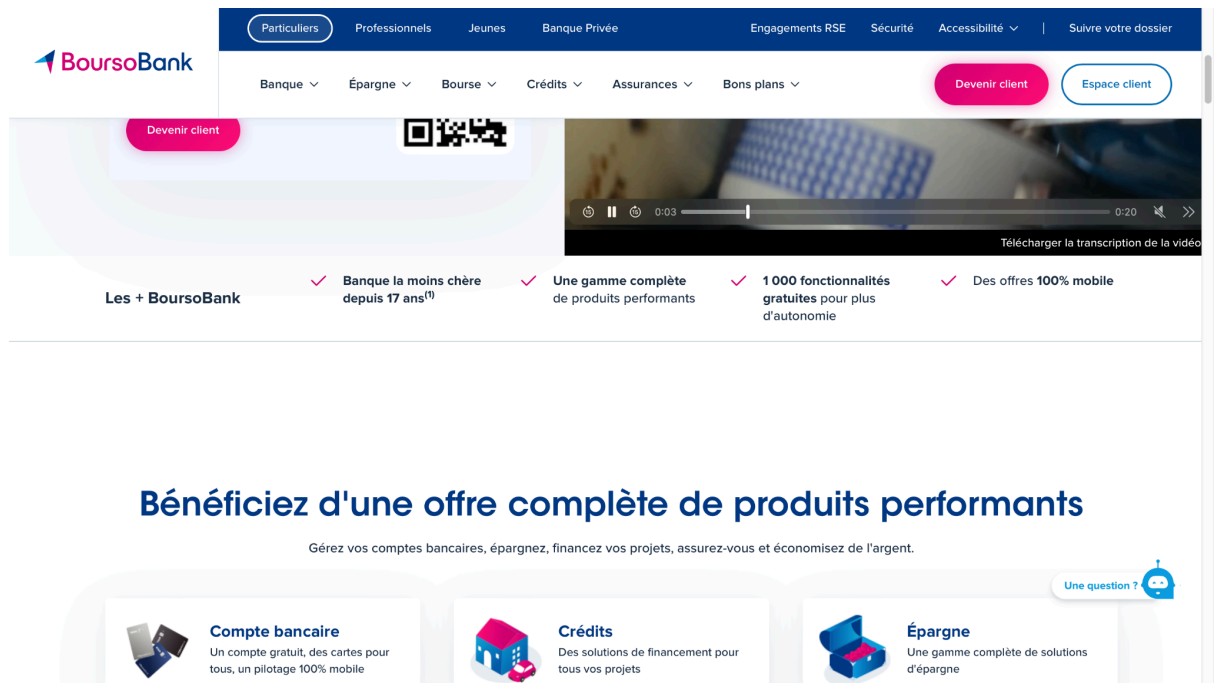 Particuliers Professionnels Jeunes Banque Privée Engagements RSE Sécurité Accessibilité Suivre votre dossier
BoursoBank
Banque Épargne Bourse Crédits Assurances Bons plans Devenir client Espace client
Devenir client
15 15 0:03 0:20
Télécharger la transcription de la vidéo
Les + BoursoBank
Banque la moins chère
depuis 17 ans(1)
Une gamme complète
de produits performants
1 000 fonctionnalités
gratuites pour plus
d'autonomie
Des offres 100% mobile
Bénéficiez d'une offre complète de produits performants
Gérez vos comptes bancaires, épargnez, financez vos projets, assurez-vous et économisez de l'argent.
Une question ?
Compte bancaire
Un compte gratuit, des cartes pour
tous, un pilotage 100% mobile
Crédits
Des solutions de financement pour
tous vos projets
Épargne
Une gamme complète de solutions
d'épargne